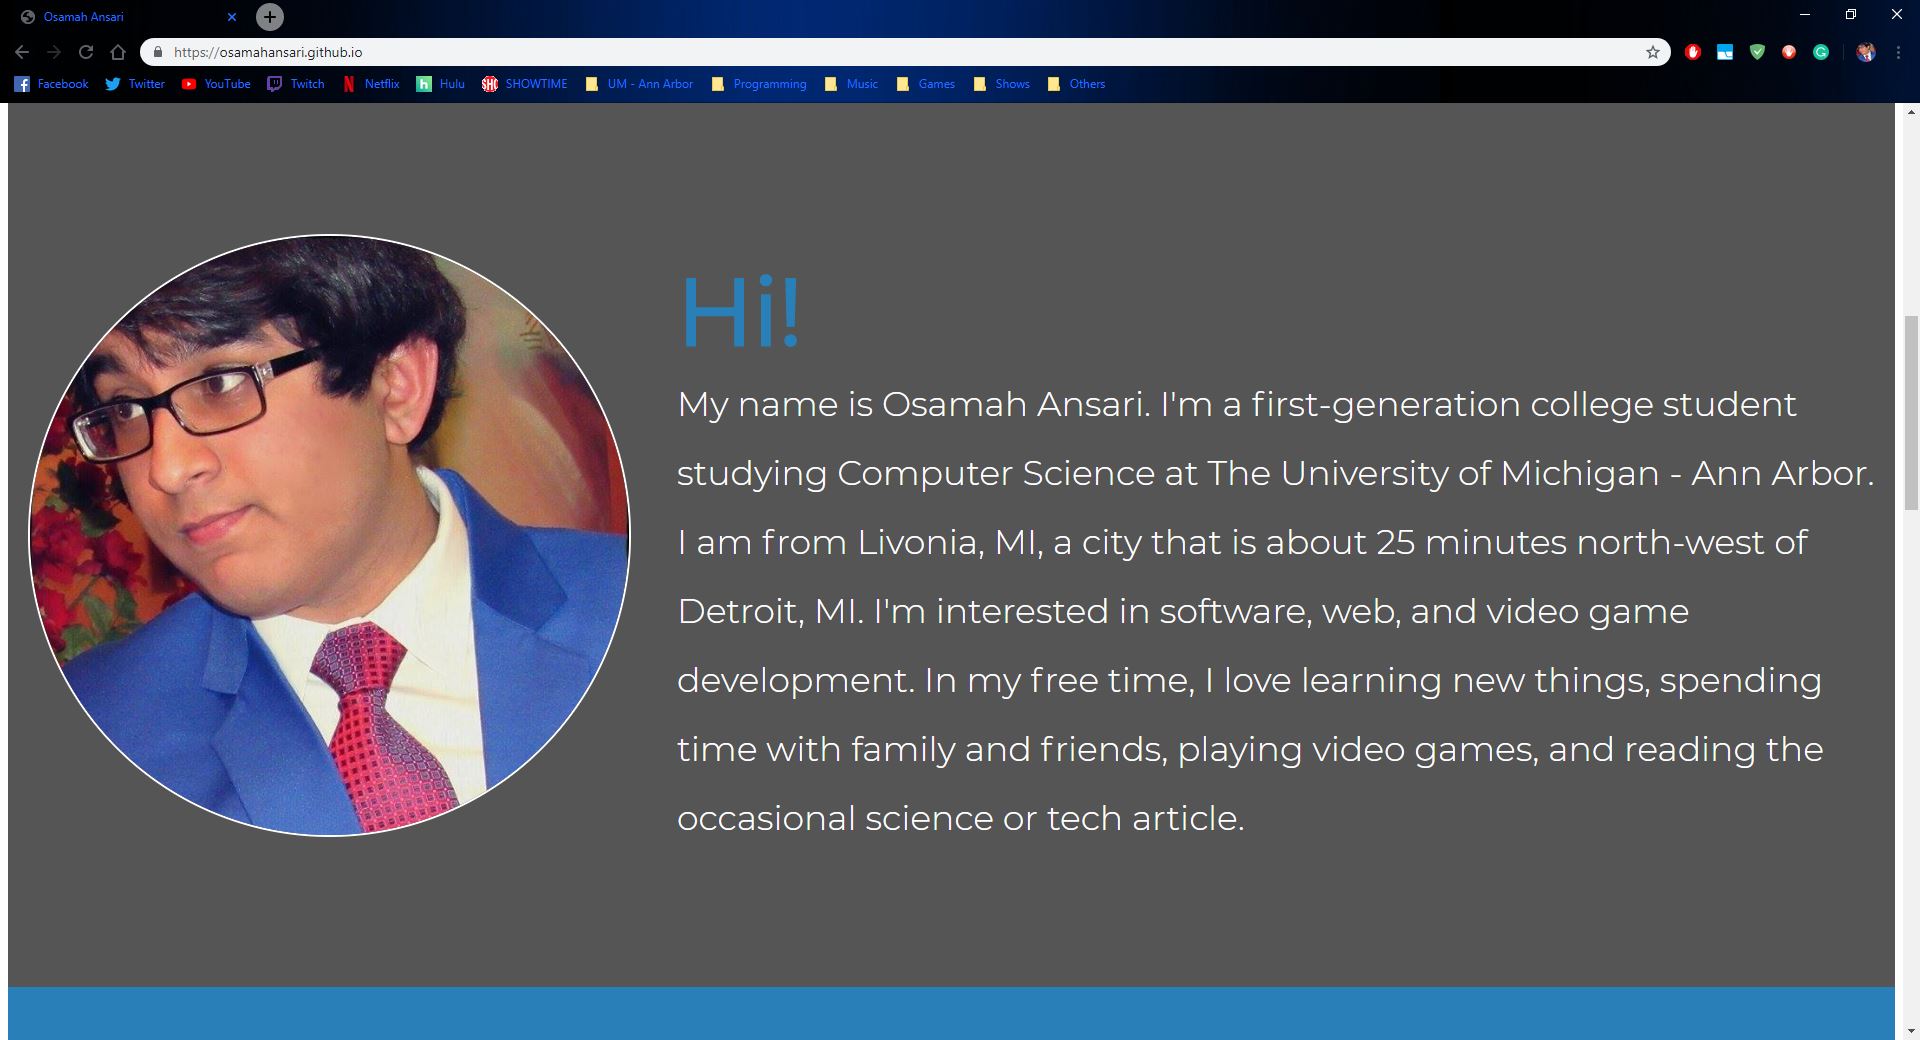 Osamah Ansari
https://osamahansari.github.io
Facebook Twitter YouTube Twitch Netflix Hulu SHOWTIME UM - Ann Arbor Programming Music Games Shows Others
Hi!
My name is Osamah Ansari. I'm a first-generation college student
studying Computer Science at The University of Michigan - Ann Arbor.
I am from Livonia, MI, a city that is about 25 minutes north-west of
Detroit, MI. I'm interested in software, web, and video game
development. In my free time, I love learning new things, spending
time with family and friends, playing video games, and reading the
occasional science or tech article.